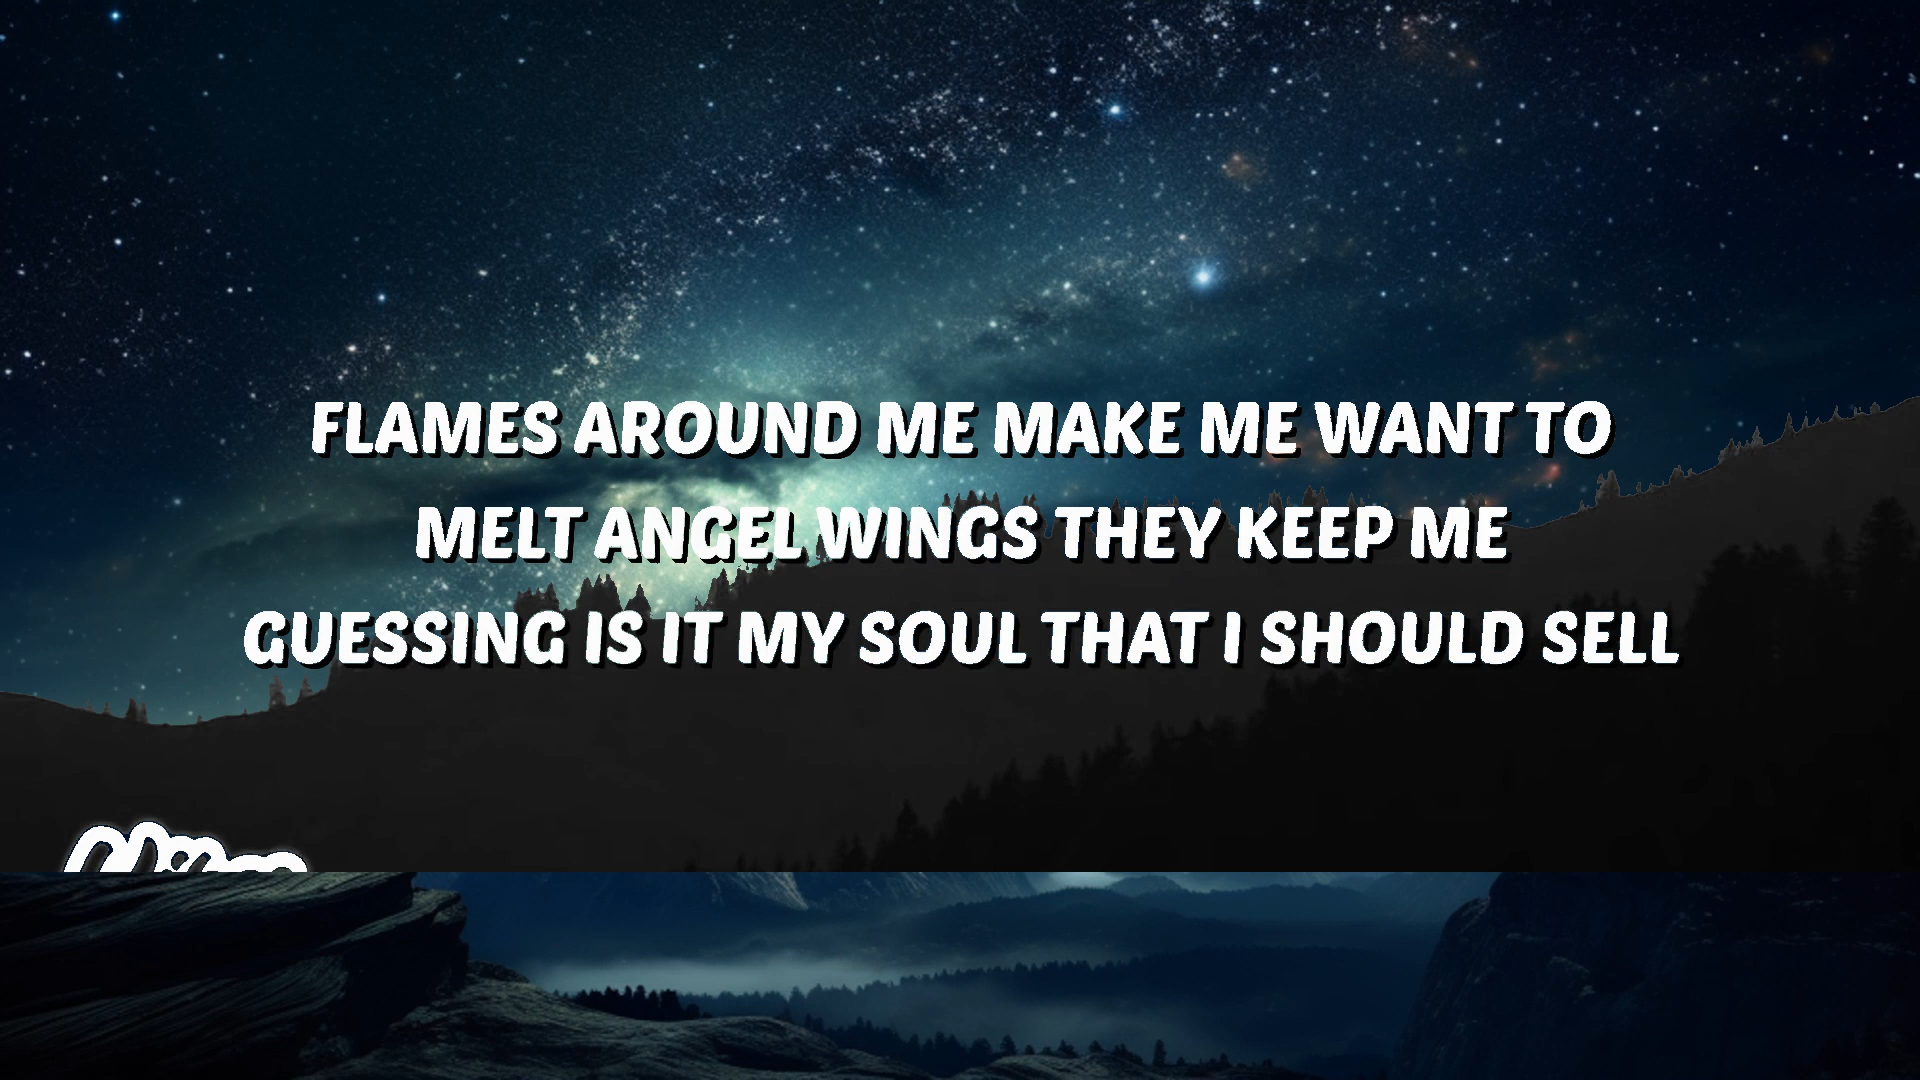 FLAMES AROUND ME MAKE ME WANT TO
MELT ANGEL WINGS THEY KEEP ME
GUESSING IS IT MY SOUL THAT I SHOULD SELL